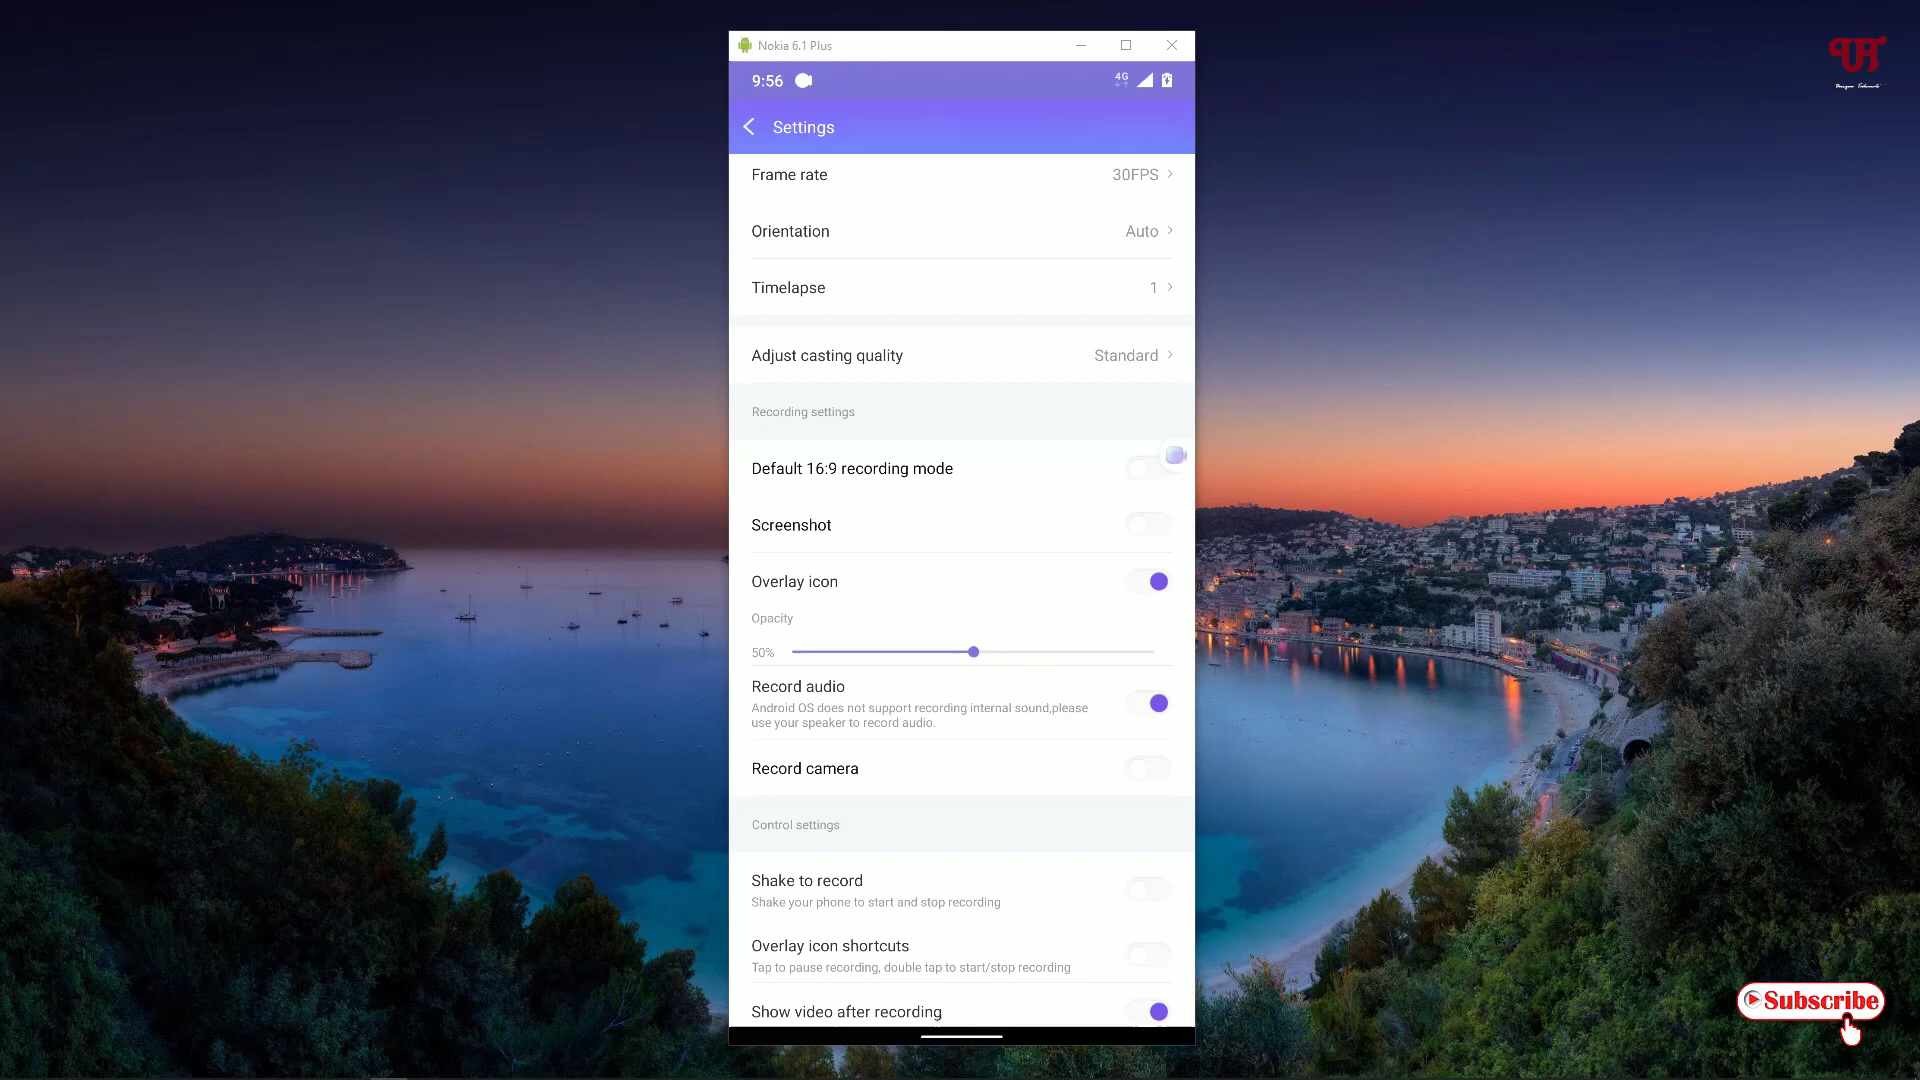 Nokia 6.1 Plus
9:56
4G
Settings
Frame rate
30FPS
Orientation
Auto
Timelapse
1
Adjust casting quality
Standard
Recording settings
Default 16:9 recording mode
Screenshot
Overlay icon
Opacity
50%
Record audio
Android OS does not support recording internal sound,please
use your speaker to record audio.
Record camera
Control settings
Shake to record
Shake your phone to start and stop recording
Overlay icon shortcuts
Tap to pause recording, double tap to start/stop recording
Show video after recording
Subscribe